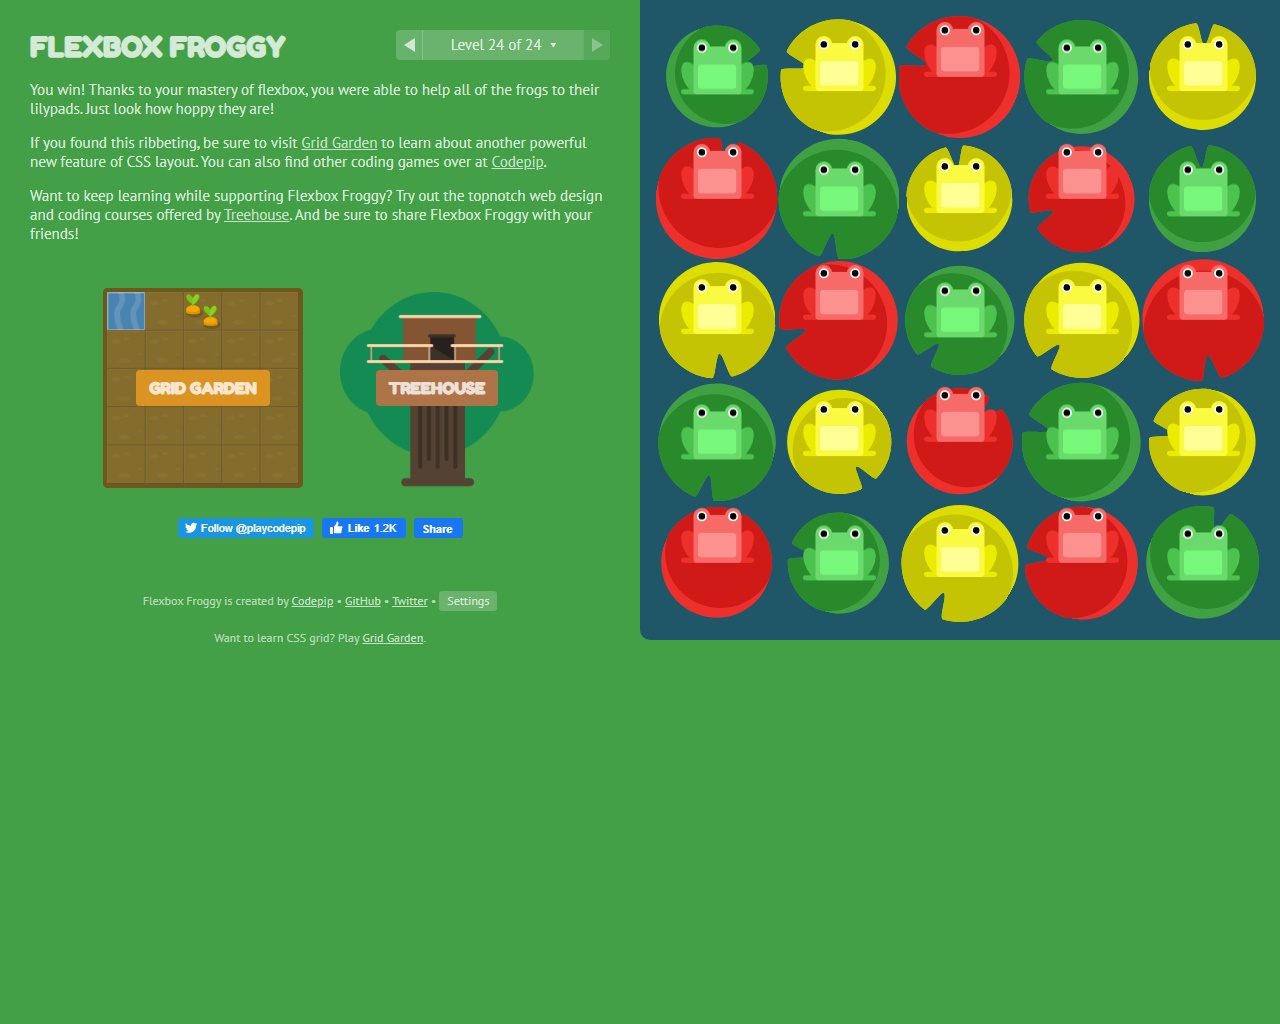 FLEXBOX FROGGY
Level 24 of 24
You win! Thanks to your mastery of flexbox, you were able to help all of the frogs to their
lilypads. Just look how hoppy they are!
If you found this ribbeting, be sure to visit Grid Garden to learn about another powerful
new feature of CSS layout. You can also find other coding games over at Codepip.
Want to keep learning while supporting Flexbox Froggy? Try out the topnotch web design
and coding courses offered by Treehouse. And be sure to share Flexbox Froggy with your
friends!
GRID GARDEN
TREEHOUSE
Follow @playcodepip
Like 1.2K
Share
Flexbox Froggy is created by Codepip • GitHub • Twitter • Settings
Want to learn CSS grid? Play Grid Garden.